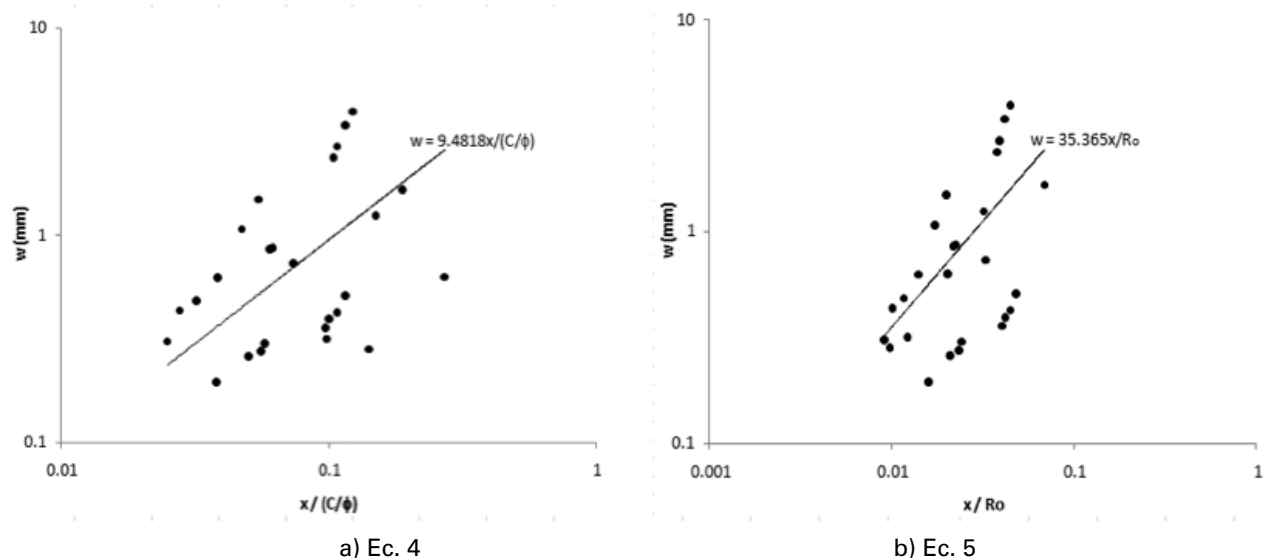 10
1
0.1
w (mm)
w = 9.4818x/(C/ϕ)
0.01
0.1
1
x / (C/ϕ)
a) Ec. 4
10
1
0.1
w (mm)
w = 35.365x/Ro
0.001
0.01
0.1
1
x / Ro
b) Ec. 5